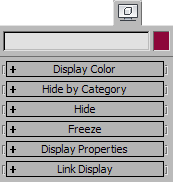 + Display Color
+ Hide by Category
+ Hide
+ Freeze
+ Display Properties
+ Link Display